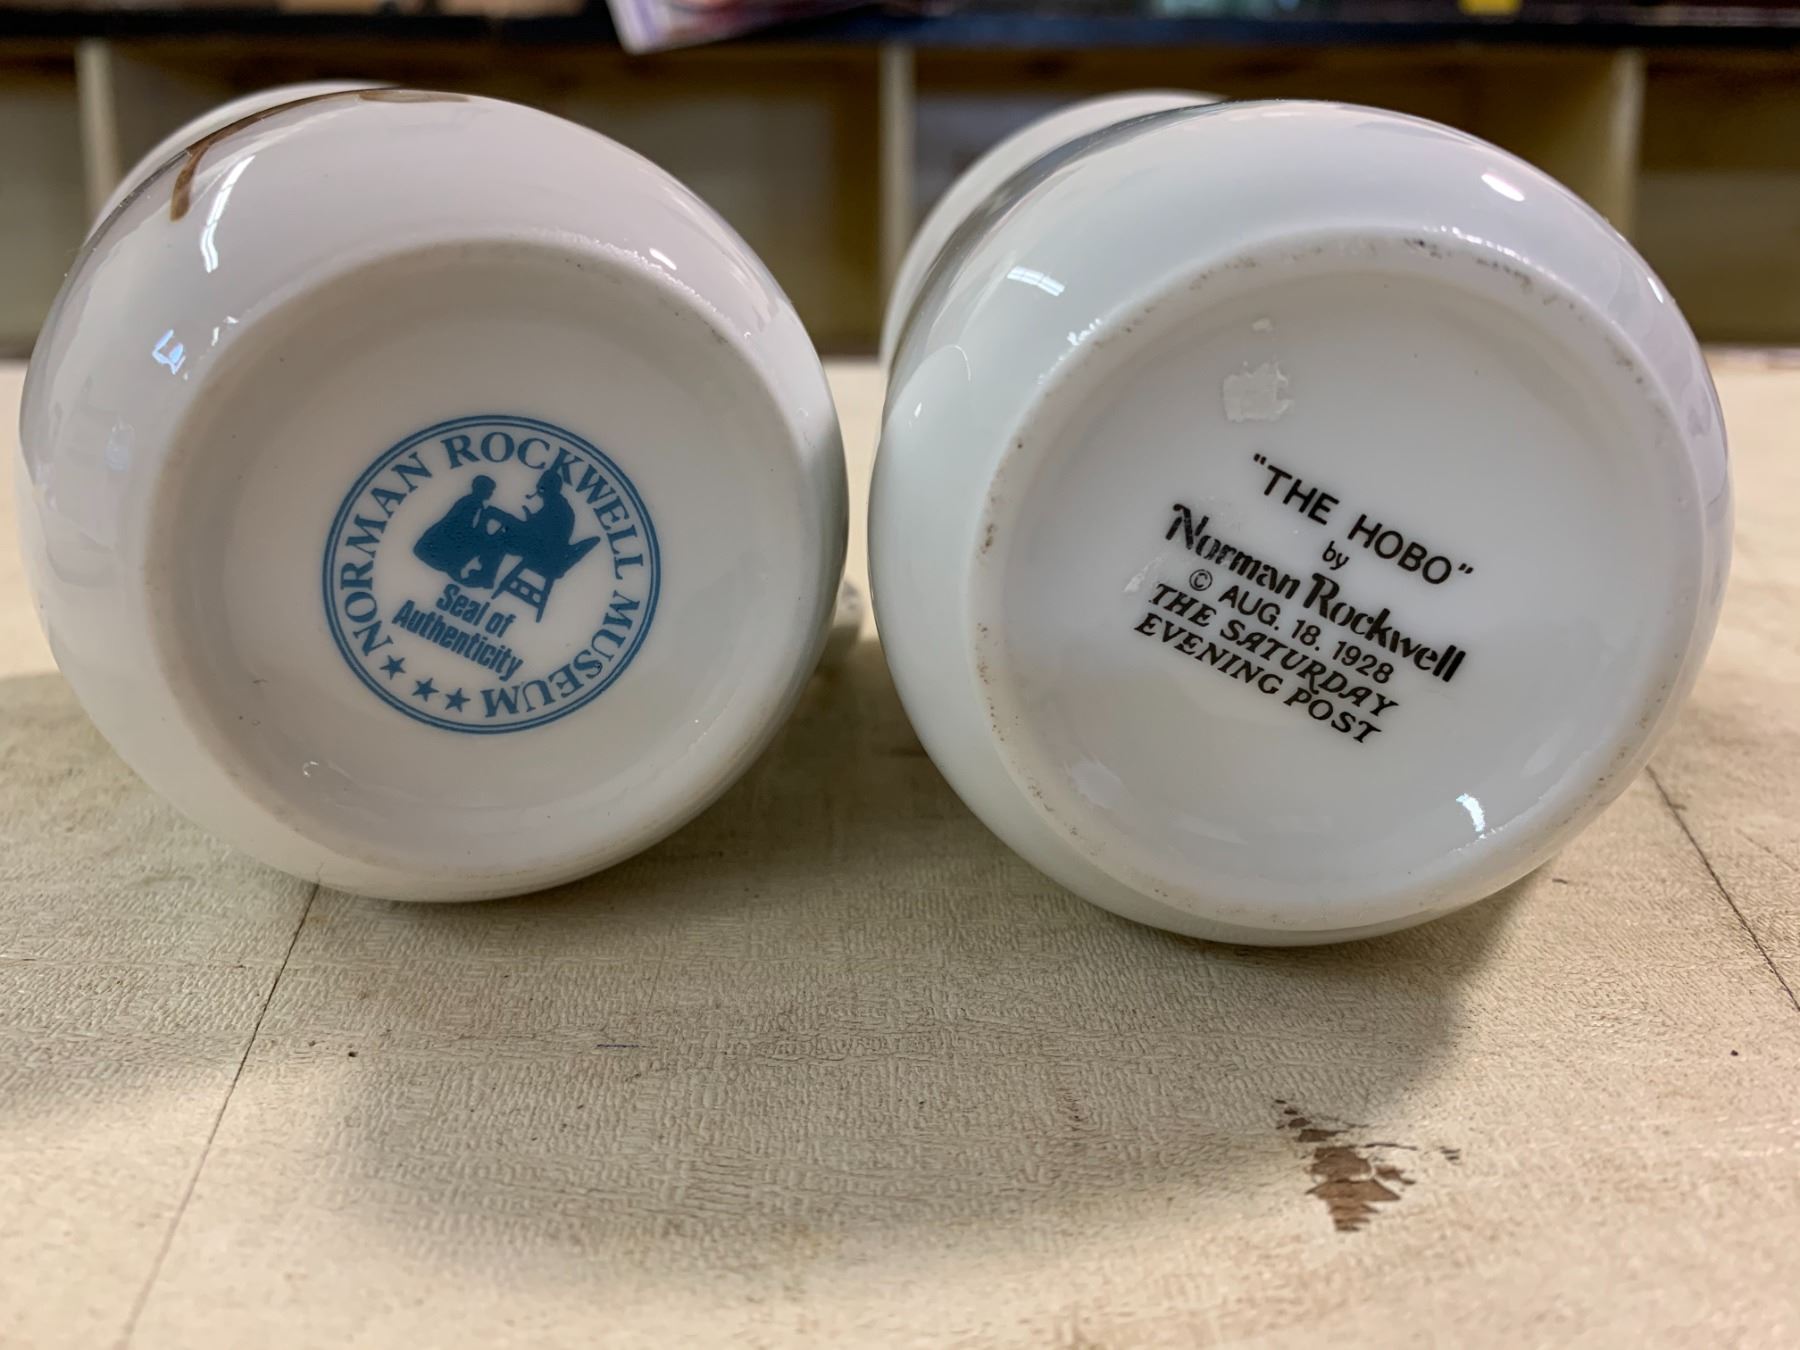 NORMAN ROCKWELL MUSEUM
Seal of
Authenticity
"THE HOBO"
by
Norman Rockwell
© AUG. 18. 1928
THE SATURDAY
EVENING POST